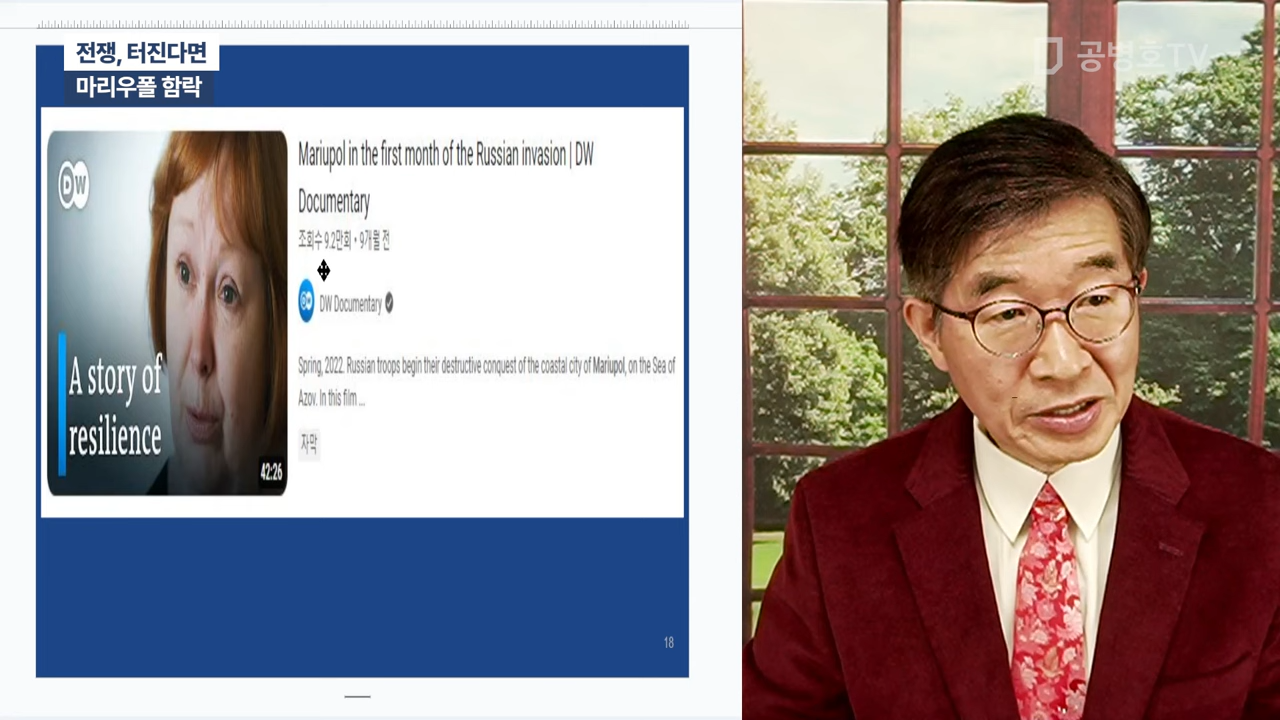 전쟁, 터진다면
마리우폴 함락
공병호TV
DW
Mariupol in the first month of the Russian invasion | DW
Documentary
조회수 9.2만회 • 9개월 전
DW Documentary
Spring, 2022. Russian troops begin their destructive conquest of the coastal city of Mariupol, on the Sea of
Azov. In this film ...
자막
A story of
resilience
42:26
18